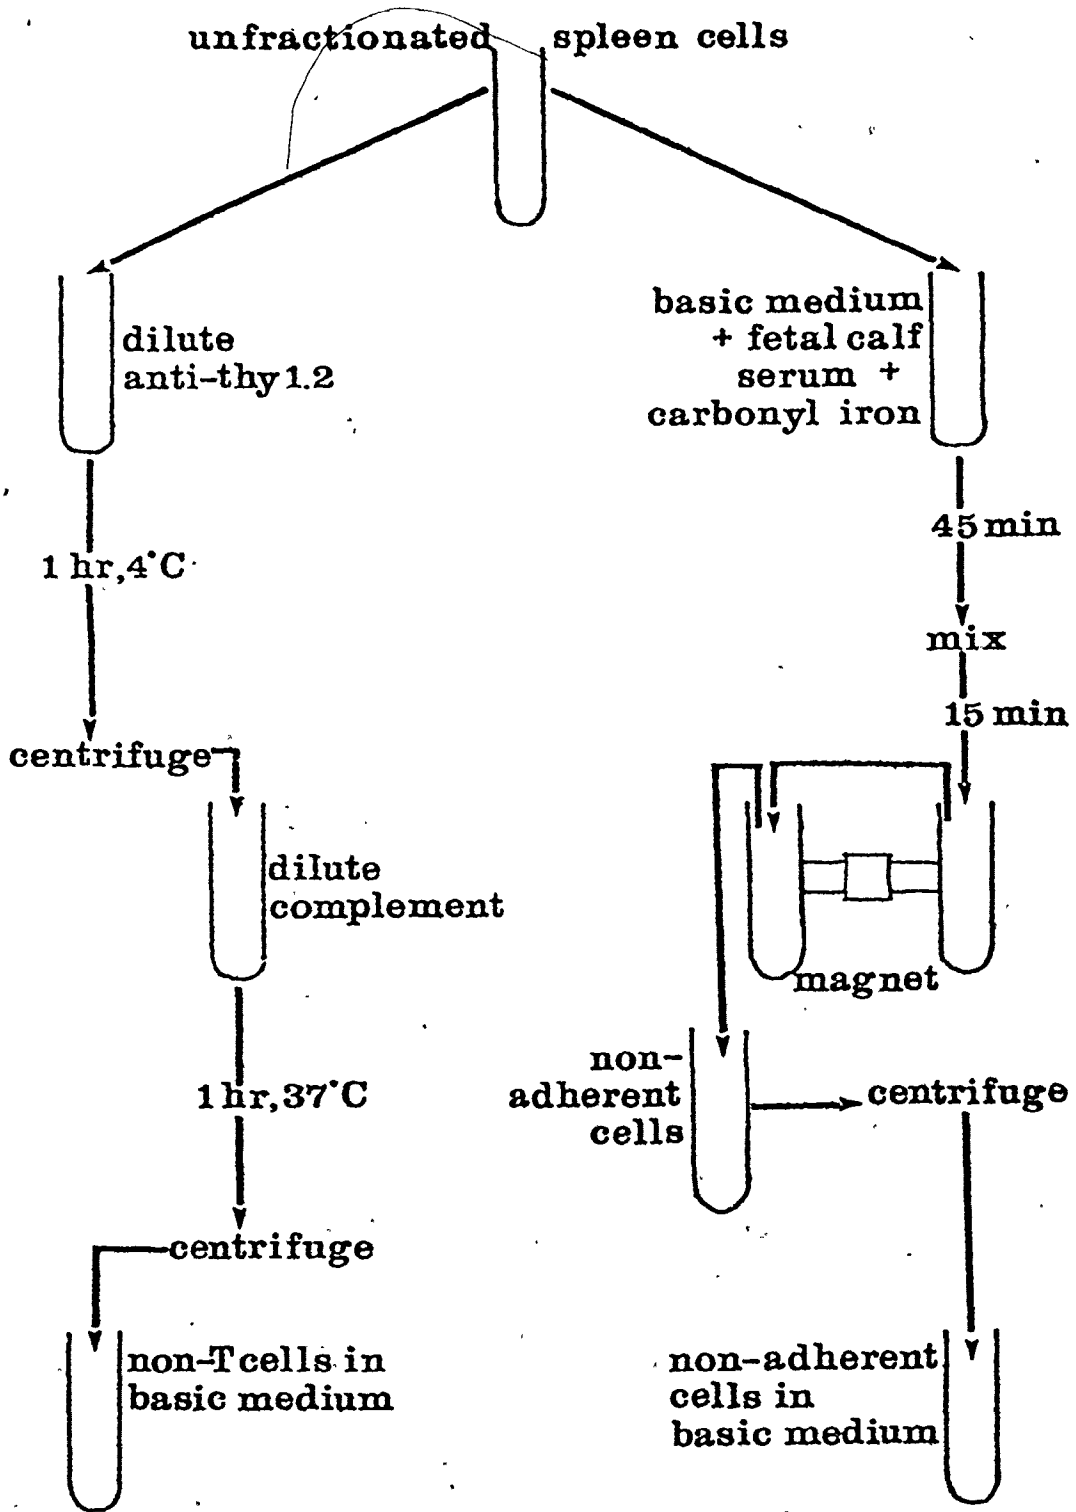 unfractionated spleen cells
dilute
anti-thy 1.2
basic medium
+ fetal calf
serum +
carbonyl iron
1 hr, 4°C
45 min
mix
15 min
centrifuge
dilute
complement
magnet
1 hr, 37°C
non-
adherent
cells
centrifuge
centrifuge
non-T cells in
basic medium
non-adherent
cells in
basic medium